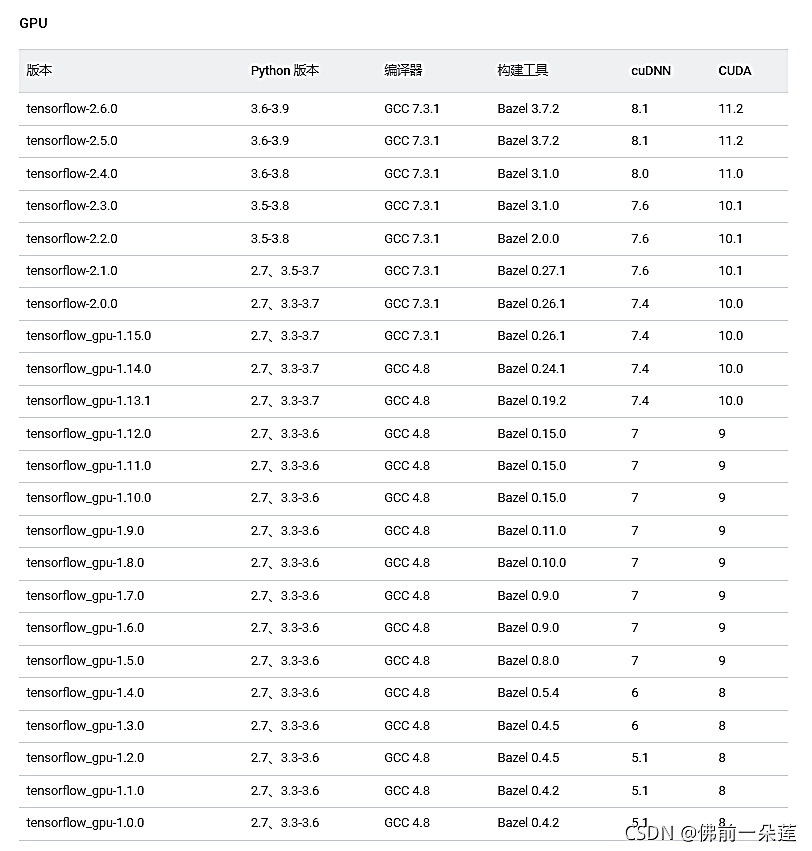 GPU
版本 Python 版本 编译器 构建工具 cuDNN CUDA
tensorflow-2.6.0 3.6-3.9 GCC 7.3.1 Bazel 3.7.2 8.1 11.2
tensorflow-2.5.0 3.6-3.9 GCC 7.3.1 Bazel 3.7.2 8.1 11.2
tensorflow-2.4.0 3.6-3.8 GCC 7.3.1 Bazel 3.1.0 8.0 11.0
tensorflow-2.3.0 3.5-3.8 GCC 7.3.1 Bazel 3.1.0 7.6 10.1
tensorflow-2.2.0 3.5-3.8 GCC 7.3.1 Bazel 2.0.0 7.6 10.1
tensorflow-2.1.0 2.7、3.5-3.7 GCC 7.3.1 Bazel 0.27.1 7.6 10.1
tensorflow-2.0.0 2.7、3.3-3.7 GCC 7.3.1 Bazel 0.26.1 7.4 10.0
tensorflow_gpu-1.15.0 2.7、3.3-3.7 GCC 7.3.1 Bazel 0.26.1 7.4 10.0
tensorflow_gpu-1.14.0 2.7、3.3-3.7 GCC 4.8 Bazel 0.24.1 7.4 10.0
tensorflow_gpu-1.13.1 2.7、3.3-3.7 GCC 4.8 Bazel 0.19.2 7.4 10.0
tensorflow_gpu-1.12.0 2.7、3.3-3.6 GCC 4.8 Bazel 0.15.0 7 9
tensorflow_gpu-1.11.0 2.7、3.3-3.6 GCC 4.8 Bazel 0.15.0 7 9
tensorflow_gpu-1.10.0 2.7、3.3-3.6 GCC 4.8 Bazel 0.15.0 7 9
tensorflow_gpu-1.9.0 2.7、3.3-3.6 GCC 4.8 Bazel 0.11.0 7 9
tensorflow_gpu-1.8.0 2.7、3.3-3.6 GCC 4.8 Bazel 0.10.0 7 9
tensorflow_gpu-1.7.0 2.7、3.3-3.6 GCC 4.8 Bazel 0.9.0 7 9
tensorflow_gpu-1.6.0 2.7、3.3-3.6 GCC 4.8 Bazel 0.9.0 7 9
tensorflow_gpu-1.5.0 2.7、3.3-3.6 GCC 4.8 Bazel 0.8.0 7 9
tensorflow_gpu-1.4.0 2.7、3.3-3.6 GCC 4.8 Bazel 0.5.4 6 8
tensorflow_gpu-1.3.0 2.7、3.3-3.6 GCC 4.8 Bazel 0.4.5 6 8
tensorflow_gpu-1.2.0 2.7、3.3-3.6 GCC 4.8 Bazel 0.4.5 5.1 8
tensorflow_gpu-1.1.0 2.7、3.3-3.6 GCC 4.8 Bazel 0.4.2 5.1 8
tensorflow_gpu-1.0.0 2.7、3.3-3.6 GCC 4.8 Bazel 0.4.2 5.1 8
CSDN @佛前一朵莲